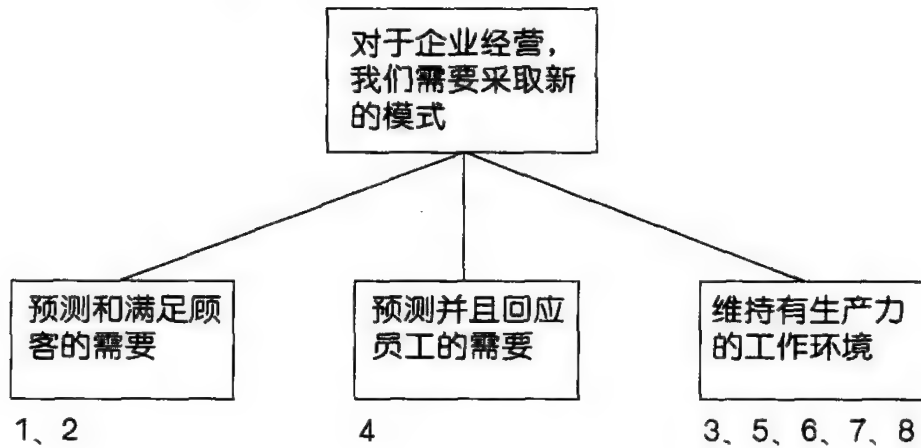 对于企业经营，
我们需要采取新
的模式
预测和满足顾
客的需要
预测并且回应
员工的需要
维持有生产力
的工作环境
1、2
4
3、5、6、7、8